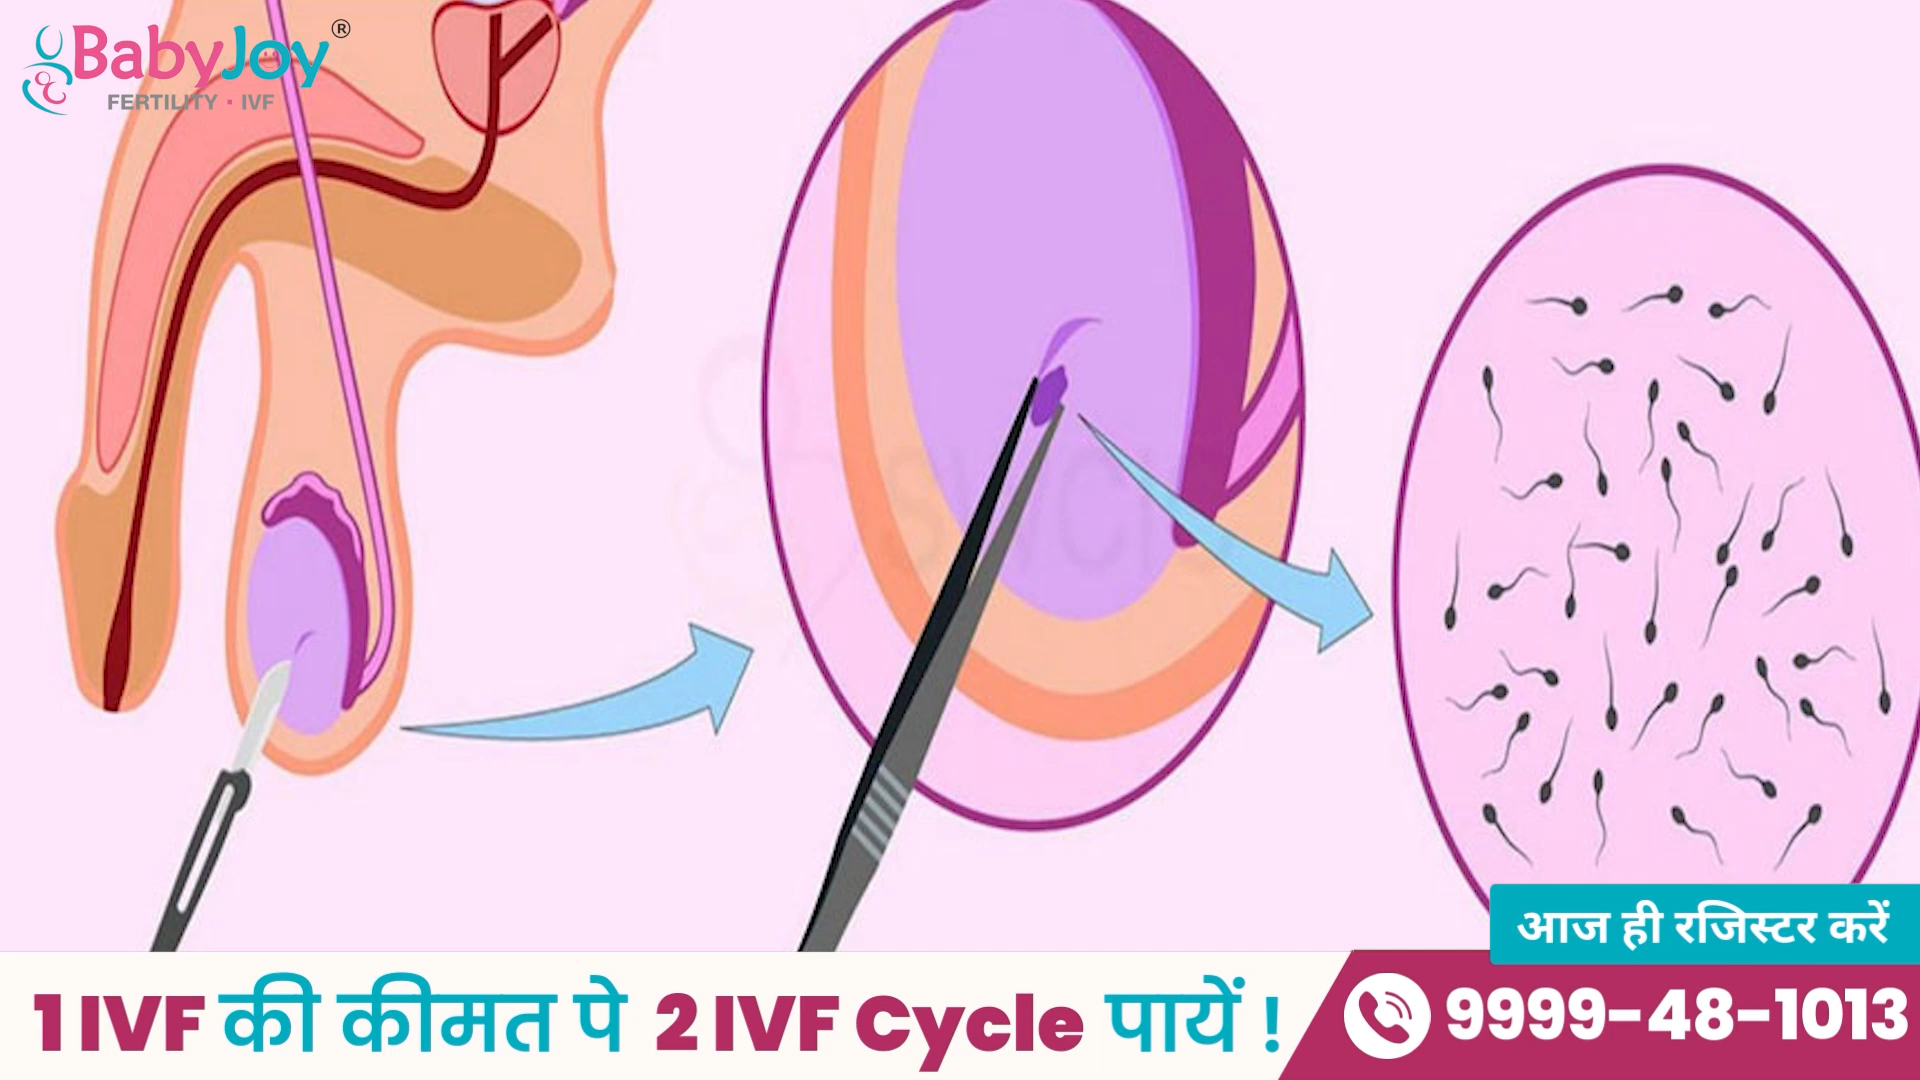 BabyJoy®
FERTILITY · IVF
आज ही रजिस्टर करें
1 IVF की कीमत पे 2 IVF Cycle पायें !
9999-48-1013